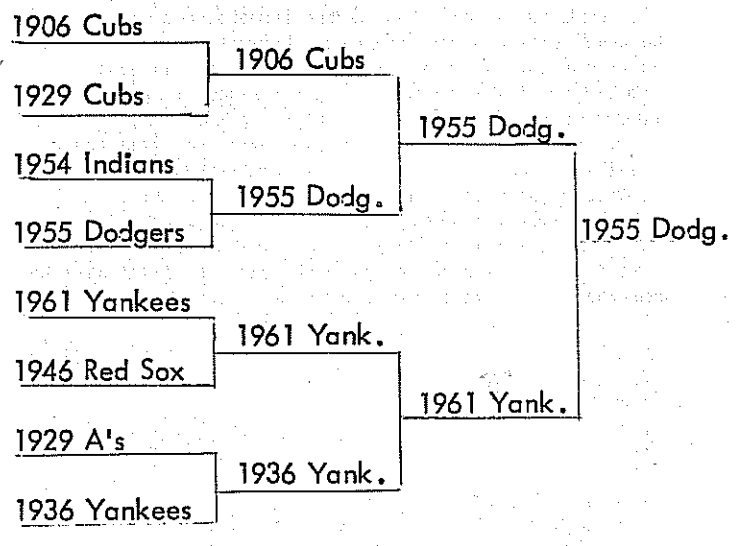 1906 Cubs
1929 Cubs
1954 Indians
1955 Dodgers
1961 Yankees
1946 Red Sox
1929 A's
1936 Yankees
1906 Cubs
1955 Dodg.
1961 Yank.
1936 Yank.
1955 Dodg.
1961 Yank.
1955 Dodg.